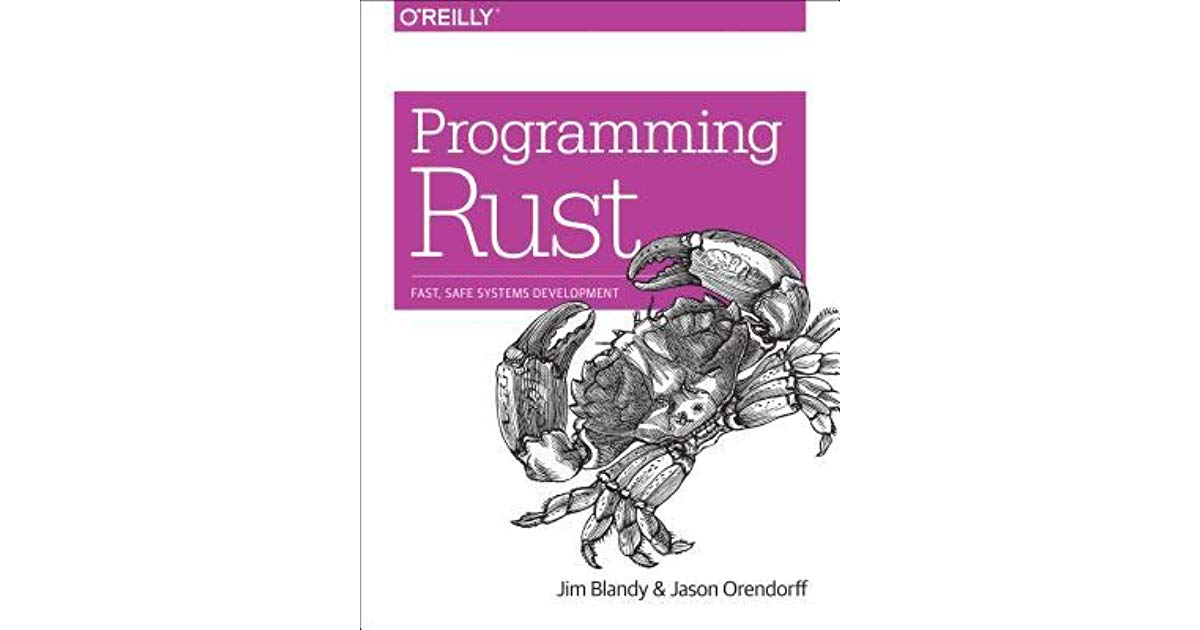 O'REILLY®
Programming
Rust
FAST, SAFE SYSTEMS DEVELOPMENT
Jim Blandy & Jason Orendorff